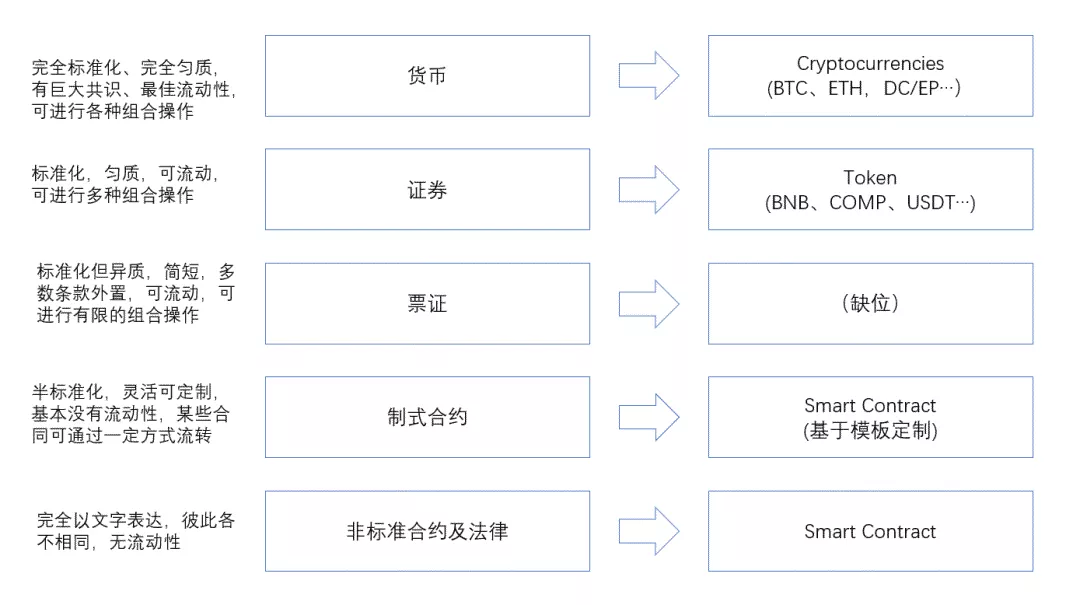 完全标准化、完全匀质，
有巨大共识、最佳流动性，
可进行各种组合操作
货币
Cryptocurrencies
(BTC、ETH，DC/EP…）
标准化，匀质，可流动，
可进行多种组合操作
证券
Token
(BNB、COMP、USDT…)
标准化但异质，简短，多
数条款外置，可流动，可
进行有限的组合操作
票证
（缺位）
半标准化，灵活可定制，
基本没有流动性，某些合
同可通过一定方式流转
制式合约
Smart Contract
(基于模板定制)
完全以文字表达，彼此各
不相同，无流动性
非标准合约及法律
Smart Contract